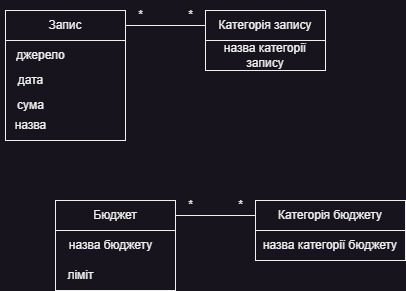 Запис
* *
Категорія запису
джерело
дата
сума
назва
назва категорії
запису
Бюджет
* *
Категорія бюджету
назва бюджету
ліміт
назва категорії бюджету